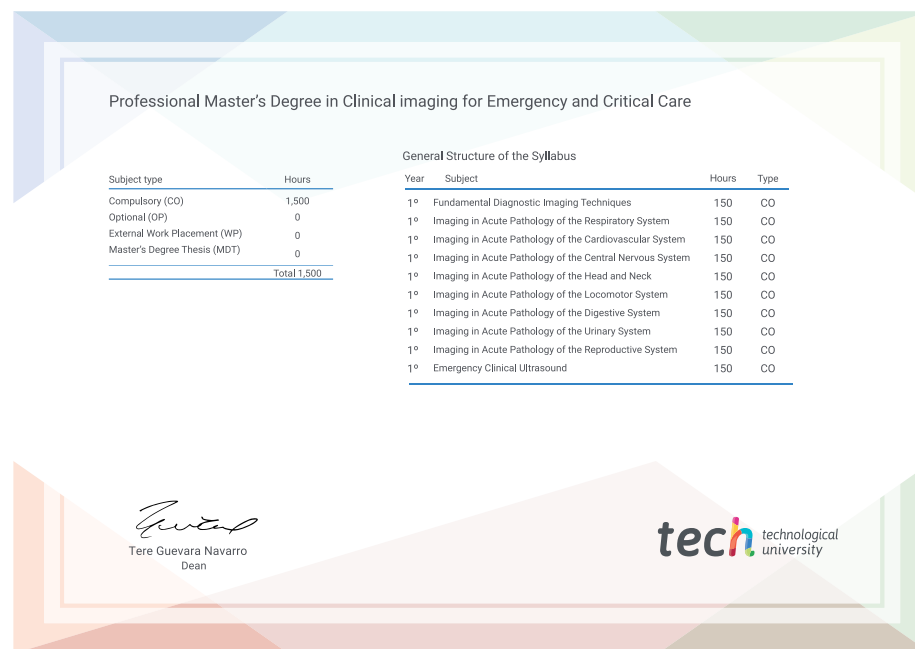 Professional Master's Degree in Clinical imaging for Emergency and Critical Care
Subject type Hours
Compulsory (CO) 1,500
Optional (OP) 0
External Work Placement (WP) 0
Master's Degree Thesis (MDT) 0
Total 1,500
General Structure of the Syllabus
Year Subject Hours Type
1º Fundamental Diagnostic Imaging Techniques 150 CO
1º Imaging in Acute Pathology of the Respiratory System 150 CO
1º Imaging in Acute Pathology of the Cardiovascular System 150 CO
1º Imaging in Acute Pathology of the Central Nervous System 150 CO
1º Imaging in Acute Pathology of the Head and Neck 150 CO
1º Imaging in Acute Pathology of the Locomotor System 150 CO
1º Imaging in Acute Pathology of the Digestive System 150 CO
1º Imaging in Acute Pathology of the Urinary System 150 CO
1º Imaging in Acute Pathology of the Reproductive System 150 CO
1º Emergency Clinical Ultrasound 150 CO
Tere Guevara Navarro
Dean
tech technological
university